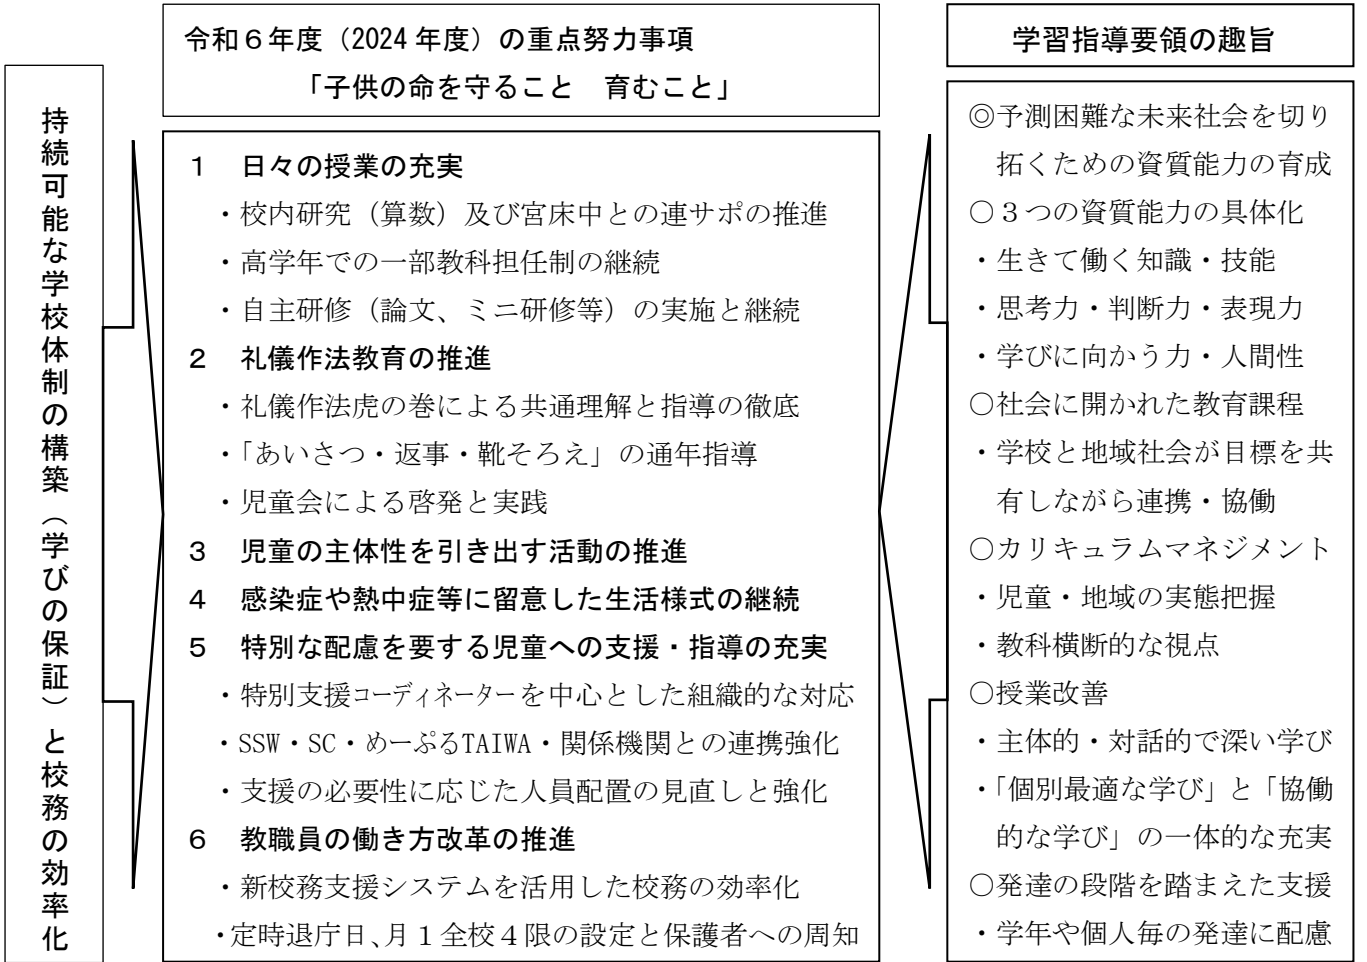 持続可能な学校体制の構築（学びの保証）と校務の効率化
令和６年度（2024 年度）の重点努力事項
「子供の命を守ること　育むこと」
１　日々の授業の充実
・校内研究（算数）及び宮床中との連サポの推進
・高学年での一部教科担任制の継続
・自主研修（論文、ミニ研修等）の実施と継続
２　礼儀作法教育の推進
・礼儀作法虎の巻による共通理解と指導の徹底
・「あいさつ・返事・靴そろえ」の通年指導
・児童会による啓発と実践
３　児童の主体性を引き出す活動の推進
４　感染症や熱中症等に留意した生活様式の継続
５　特別な配慮を要する児童への支援・指導の充実
・特別支援コーディネーターを中心とした組織的な対応
・SSW・SC・めーぷるTAIWA・関係機関との連携強化
・支援の必要性に応じた人員配置の見直しと強化
６　教職員の働き方改革の推進
・新校務支援システムを活用した校務の効率化
・定時退庁日、月１全校４限の設定と保護者への周知
学習指導要領の趣旨
◎予測困難な未来社会を切り
拓くための資質能力の育成
○３つの資質能力の具体化
・生きて働く知識・技能
・思考力・判断力・表現力
・学びに向かう力・人間性
○社会に開かれた教育課程
・学校と地域社会が目標を共
有しながら連携・協働
○カリキュラムマネジメント
・児童・地域の実態把握
・教科横断的な視点
○授業改善
・主体的・対話的で深い学び
・「個別最適な学び」と「協働
的な学び」の一体的な充実
○発達の段階を踏まえた支援
・学年や個人毎の発達に配慮